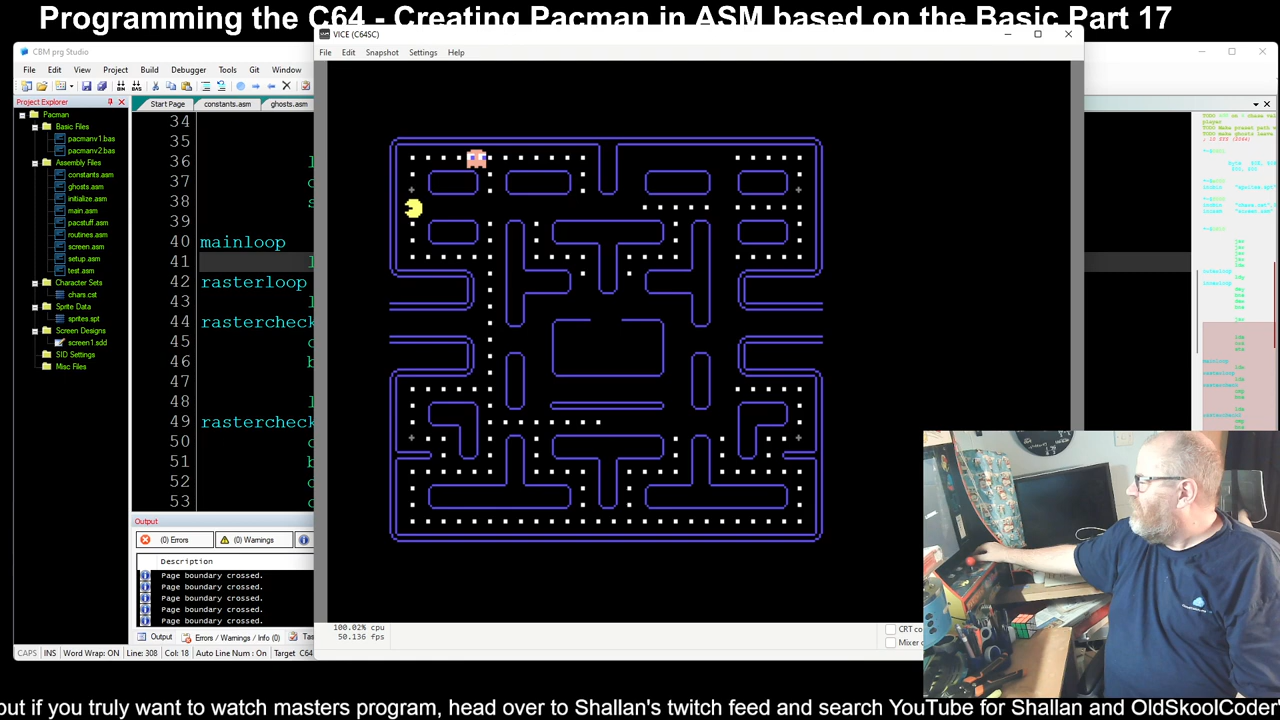 Programming the C64 - Creating Pacman in ASM based on the Basic Part 17
CBM prg Studio
File Edit View Project Build Debugger Tools Git Window
Project Explorer
Start Page constants.asm ghosts.asm
Pacman
Basic Files
pacmanv1.bas
pacmanv2.bas
Assembly Files
constants.asm
ghosts.asm
initialize.asm
main.asm
pacstuff.asm
routines.asm
screen.asm
setup.asm
test.asm
Character Sets
chars.cst
Sprite Data
sprites.spt
Screen Designs
screen1.sdd
SID Settings
Misc Files
34
35
36
37
38
39
40 mainloop
41
42 rasterloop
43
44 rastercheck
45
46
47
48
49 rastercheck
50
51
52
53
Output
(0) Errors (0) Warnings
Description
Page boundary crossed.
Page boundary crossed.
Page boundary crossed.
Page boundary crossed.
Page boundary crossed.
Output Errors / Warnings / Info (0) Tas
CAPS INS Word Wrap: ON Line: 308 Col: 18 Auto Line Num : On Target C64
VICE (C64SC)
File Edit Snapshot Settings Help
100.02% cpu
50.136 fps
CRT co
Mixer c
but if you truly want to watch masters program, head over to Shallan's twitch feed and search YouTube for Shallan and OldSkoolCoder